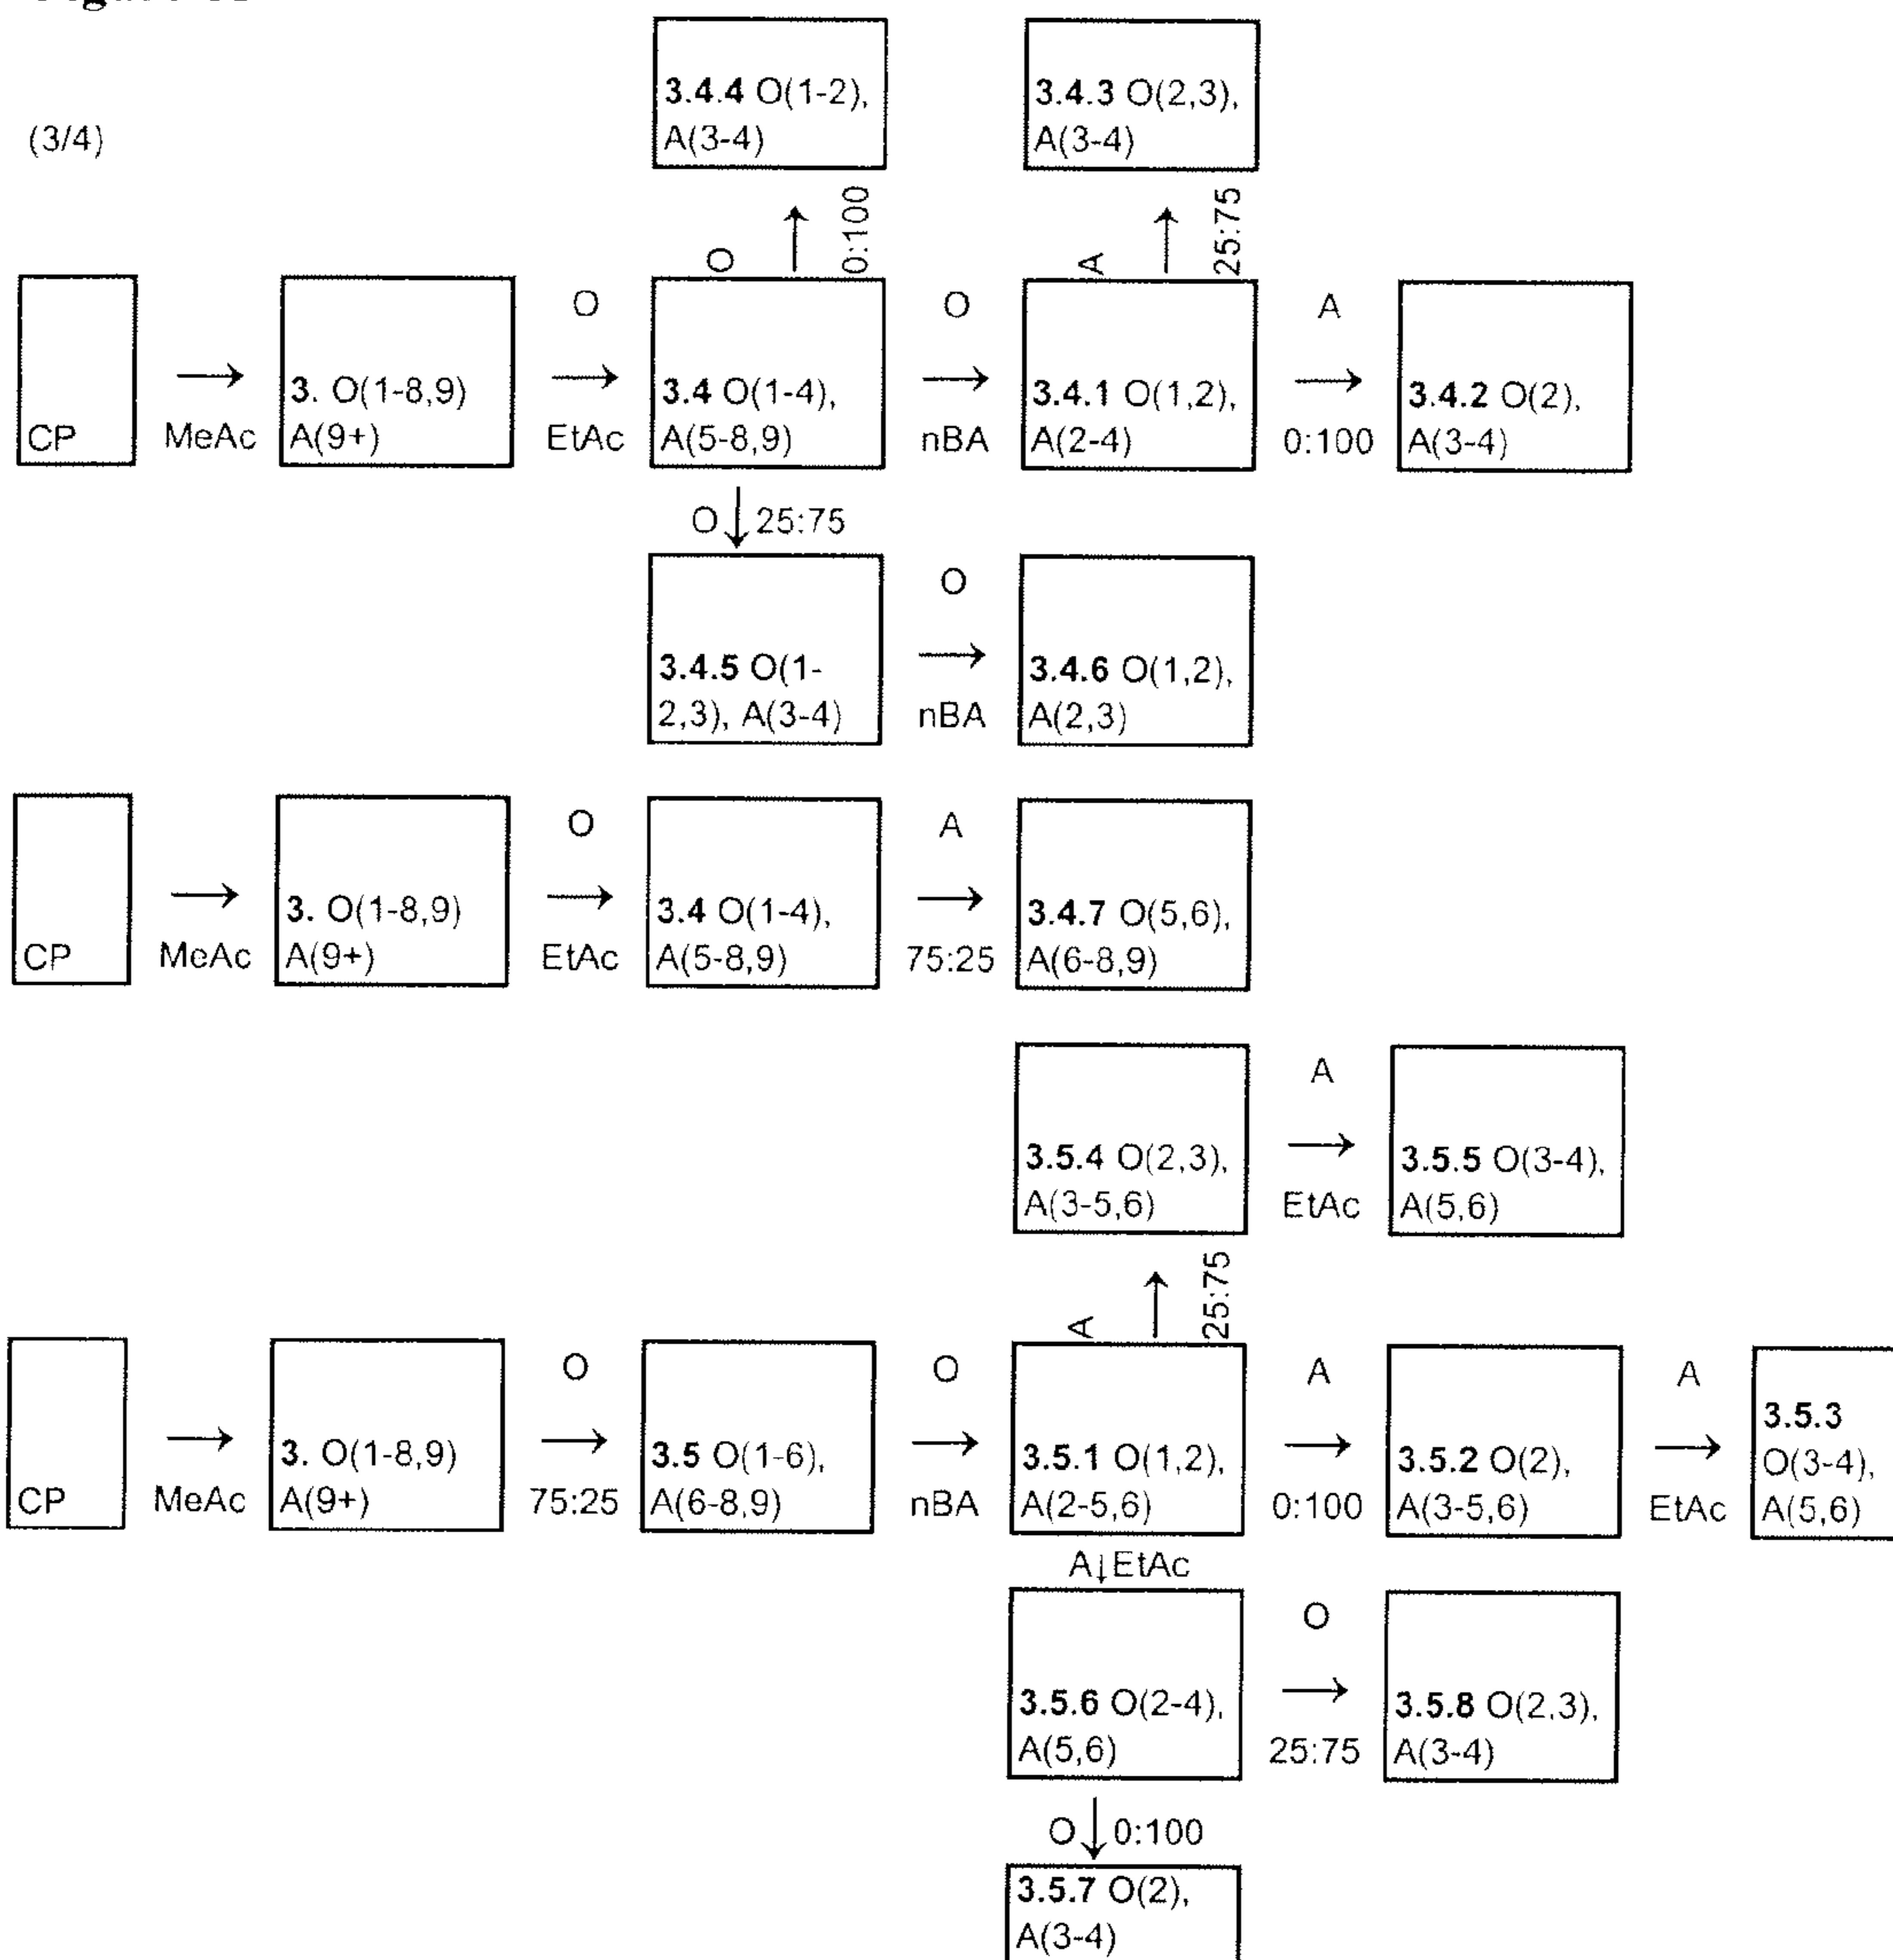 (3/4)
3.4.4 O(1-2),
A(3-4)
3.4.3 O(2,3),
A(3-4)
O
0:100
A
25:75
CP
MeAc
3. O(1-8,9)
A(9+)
O
EtAc
3.4 O(1-4),
A(5-8,9)
O
nBA
3.4.1 O(1,2),
A(2-4)
A
0:100
3.4.2 O(2),
A(3-4)
O 25:75
3.4.5 O(1-
2,3), A(3-4)
O
nBA
3.4.6 O(1,2),
A(2,3)
CP
MeAc
3. O(1-8,9)
A(9+)
O
EtAc
3.4 O(1-4),
A(5-8,9)
A
75:25
3.4.7 O(5,6),
A(6-8,9)
3.5.4 O(2,3),
A(3-5,6)
A
EtAc
3.5.5 O(3-4),
A(5,6)
A
25:75
CP
MeAc
3. O(1-8,9)
A(9+)
O
75:25
3.5 O(1-6),
A(6-8,9)
O
nBA
3.5.1 O(1,2),
A(2-5,6)
A
0:100
3.5.2 O(2),
A(3-5,6)
A
EtAc
3.5.3
O(3-4),
A(5,6)
A EtAc
3.5.6 O(2-4),
A(5,6)
O
25:75
3.5.8 O(2,3),
A(3-4)
O 0:100
3.5.7 O(2),
A(3-4)